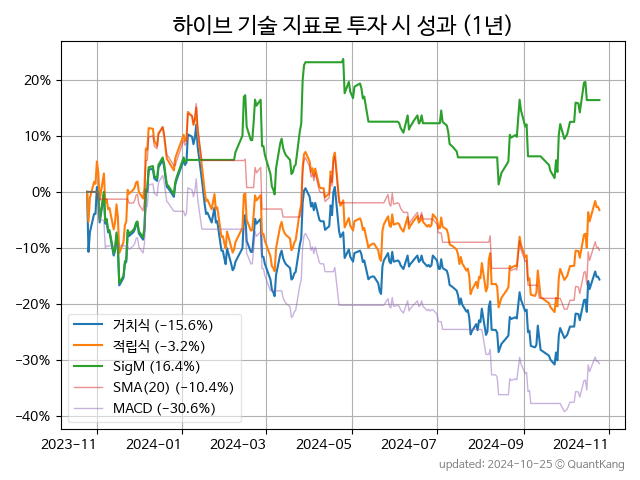 하이브 기술 지표로 투자 시 성과 (1년)
20%
10%
0%
−10%
−20%
−30%
−40%
거치식 (−15.6%)
적립식 (−3.2%)
SigM (16.4%)
SMA(20) (−10.4%)
MACD (−30.6%)
2023-11 2024-01 2024-03 2024-05 2024-07 2024-09 2024-11
updated: 2024-10-25 © QuantKang